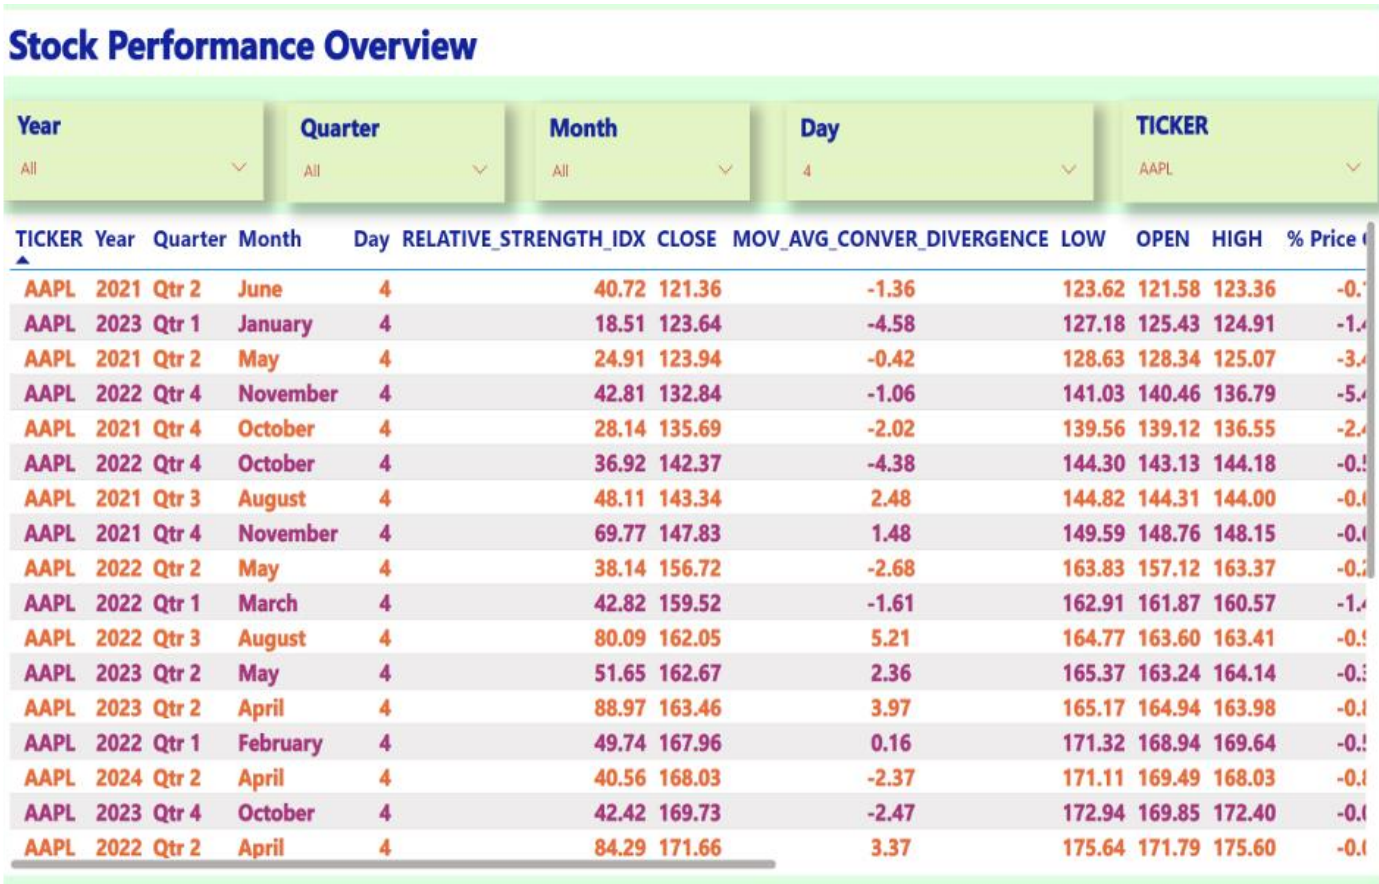 Stock Performance Overview
Year Quarter Month Day TICKER
All All All 4 AAPL
TICKER Year Quarter Month Day RELATIVE_STRENGTH_IDX CLOSE MOV_AVG_CONVER_DIVERGENCE LOW OPEN HIGH % Price
AAPL 2021 Qtr 2 June 4 40.72 121.36 -1.36 123.62 121.58 123.36 -0.
AAPL 2023 Qtr 1 January 4 18.51 123.64 -4.58 127.18 125.43 124.91 -1.
AAPL 2021 Qtr 2 May 4 24.91 123.94 -0.42 128.63 128.34 125.07 -3.
AAPL 2022 Qtr 4 November 4 42.81 132.84 -1.06 141.03 140.46 136.79 -5.
AAPL 2021 Qtr 4 October 4 28.14 135.69 -2.02 139.56 139.12 136.55 -2.
AAPL 2022 Qtr 4 October 4 36.92 142.37 -4.38 144.30 143.13 144.18 -0.
AAPL 2021 Qtr 3 August 4 48.11 143.34 2.48 144.82 144.31 144.00 -0.
AAPL 2021 Qtr 4 November 4 69.77 147.83 1.48 149.59 148.76 148.15 -0.
AAPL 2022 Qtr 2 May 4 38.14 156.72 -2.68 163.83 157.12 163.37 -0.
AAPL 2022 Qtr 1 March 4 42.82 159.52 -1.61 162.91 161.87 160.57 -1.
AAPL 2022 Qtr 3 August 4 80.09 162.05 5.21 164.77 163.60 163.41 -0.
AAPL 2023 Qtr 2 May 4 51.65 162.67 2.36 165.37 163.24 164.14 -0.
AAPL 2023 Qtr 2 April 4 88.97 163.46 3.97 165.17 164.94 163.98 -0.
AAPL 2022 Qtr 1 February 4 49.74 167.96 0.16 171.32 168.94 169.64 -0.
AAPL 2024 Qtr 2 April 4 40.56 168.03 -2.37 171.11 169.49 168.03 -0.
AAPL 2023 Qtr 4 October 4 42.42 169.73 -2.47 172.94 169.85 172.40 -0.
AAPL 2022 Qtr 2 April 4 84.29 171.66 3.37 175.64 171.79 175.60 -0.